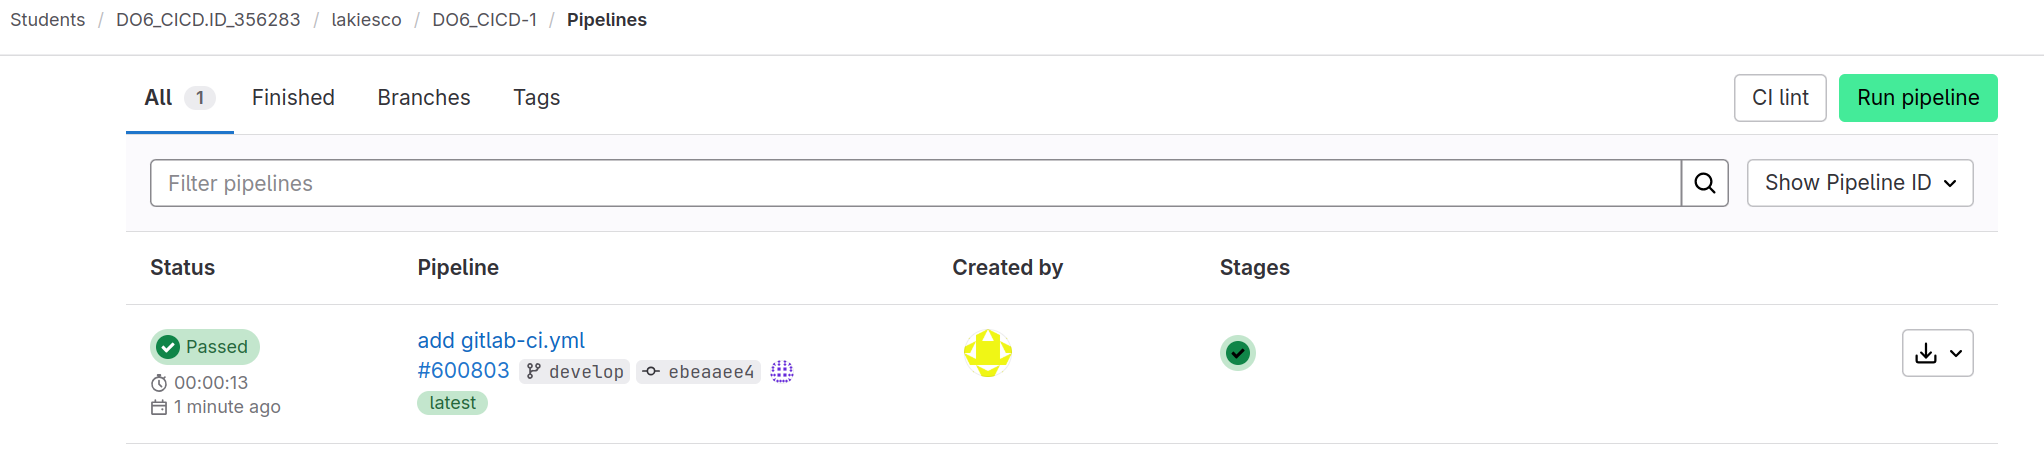 Students / DO6_CICD.ID_356283 / lakiesco / DO6_CICD-1 / Pipelines
All 1 Finished Branches Tags CI lint Run pipeline
Filter pipelines Show Pipeline ID
Status Pipeline Created by Stages
Passed add gitlab-ci.yml
00:00:13 #600803 develop ebeaaee4
1 minute ago latest